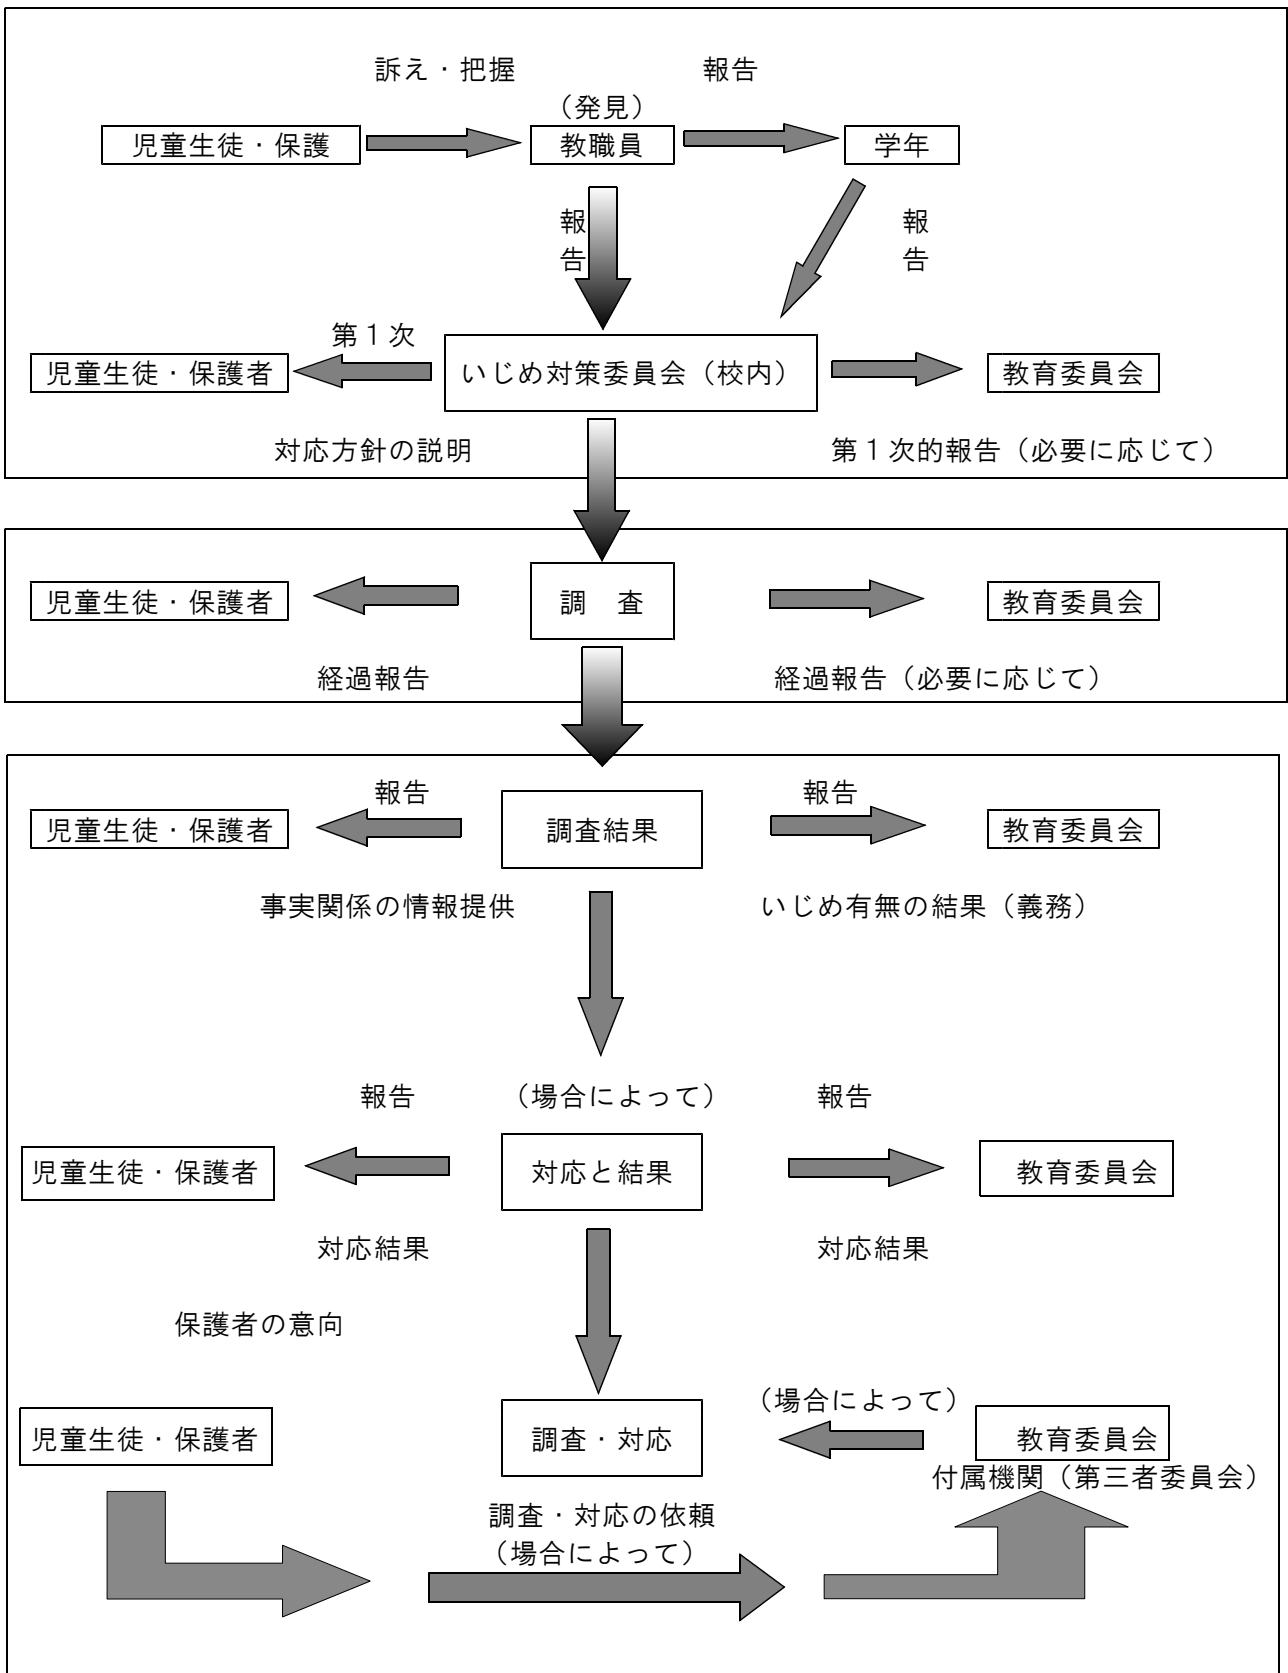 訴え・把握　報告
（発見）
児童生徒・保護　教職員　学年
報　報
告　告
第１次
児童生徒・保護者　いじめ対策委員会（校内）　教育委員会
対応方針の説明　第１次的報告（必要に応じて）
児童生徒・保護者　調　査　教育委員会
経過報告　経過報告（必要に応じて）
報告　報告
児童生徒・保護者　調査結果　教育委員会
事実関係の情報提供　いじめ有無の結果（義務）
報告　（場合によって）　報告
児童生徒・保護者　対応と結果　教育委員会
対応結果　対応結果
保護者の意向
（場合によって）
児童生徒・保護者　調査・対応　教育委員会
付属機関（第三者委員会）
調査・対応の依頼
（場合によって）